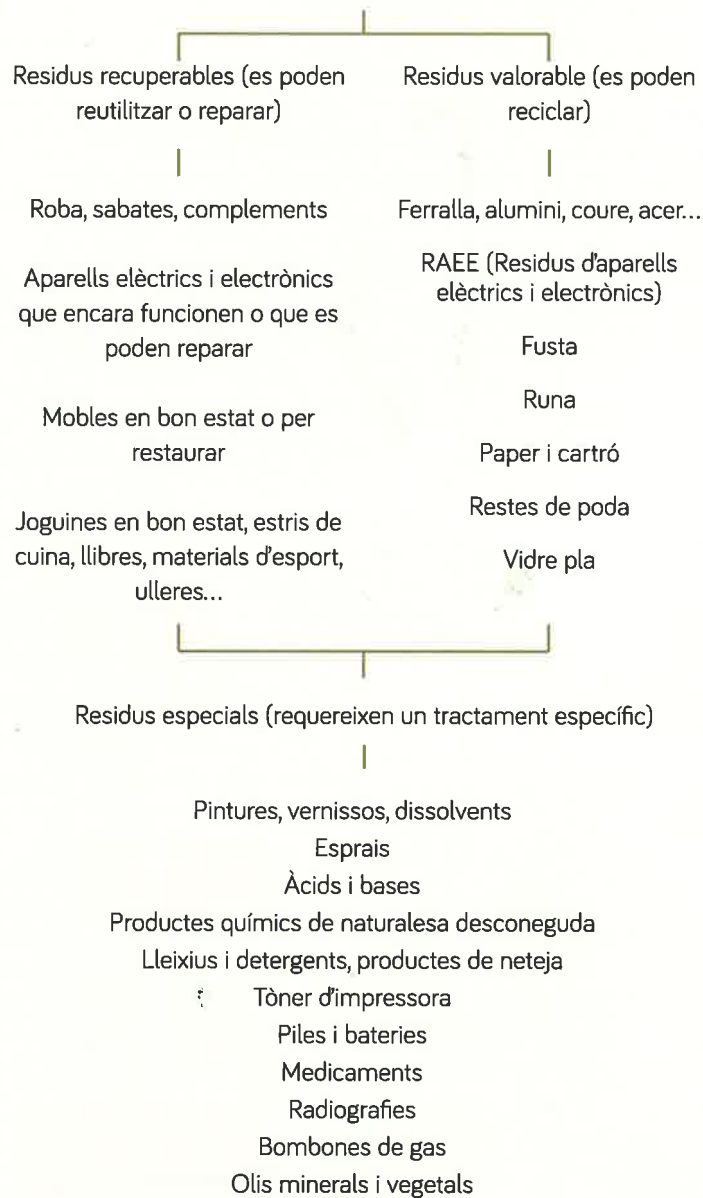 Residus recuperables (es poden
reutilitzar o reparar)
Roba, sabates, complements
Aparells elèctrics i electrònics
que encara funcionen o que es
poden reparar
Mobles en bon estat o per
restaurar
Joguines en bon estat, estris de
cuina, llibres, materials d'esport,
ulleres...
Residus valorable (es poden
reciclar)
Ferralla, alumini, coure, acer...
RAEE (Residus d'aparells
elèctrics i electrònics)
Fusta
Runa
Paper i cartró
Restes de poda
Vidre pla
Residus especials (requereixen un tractament específic)
Pintures, vernissos, dissolvents
Esprais
Àcids i bases
Productes químics de naturalesa desconeguda
Lleixius i detergents, productes de neteja
Tòner d'impressora
Piles i bateries
Medicaments
Radiografies
Bombones de gas
Olis minerals i vegetals